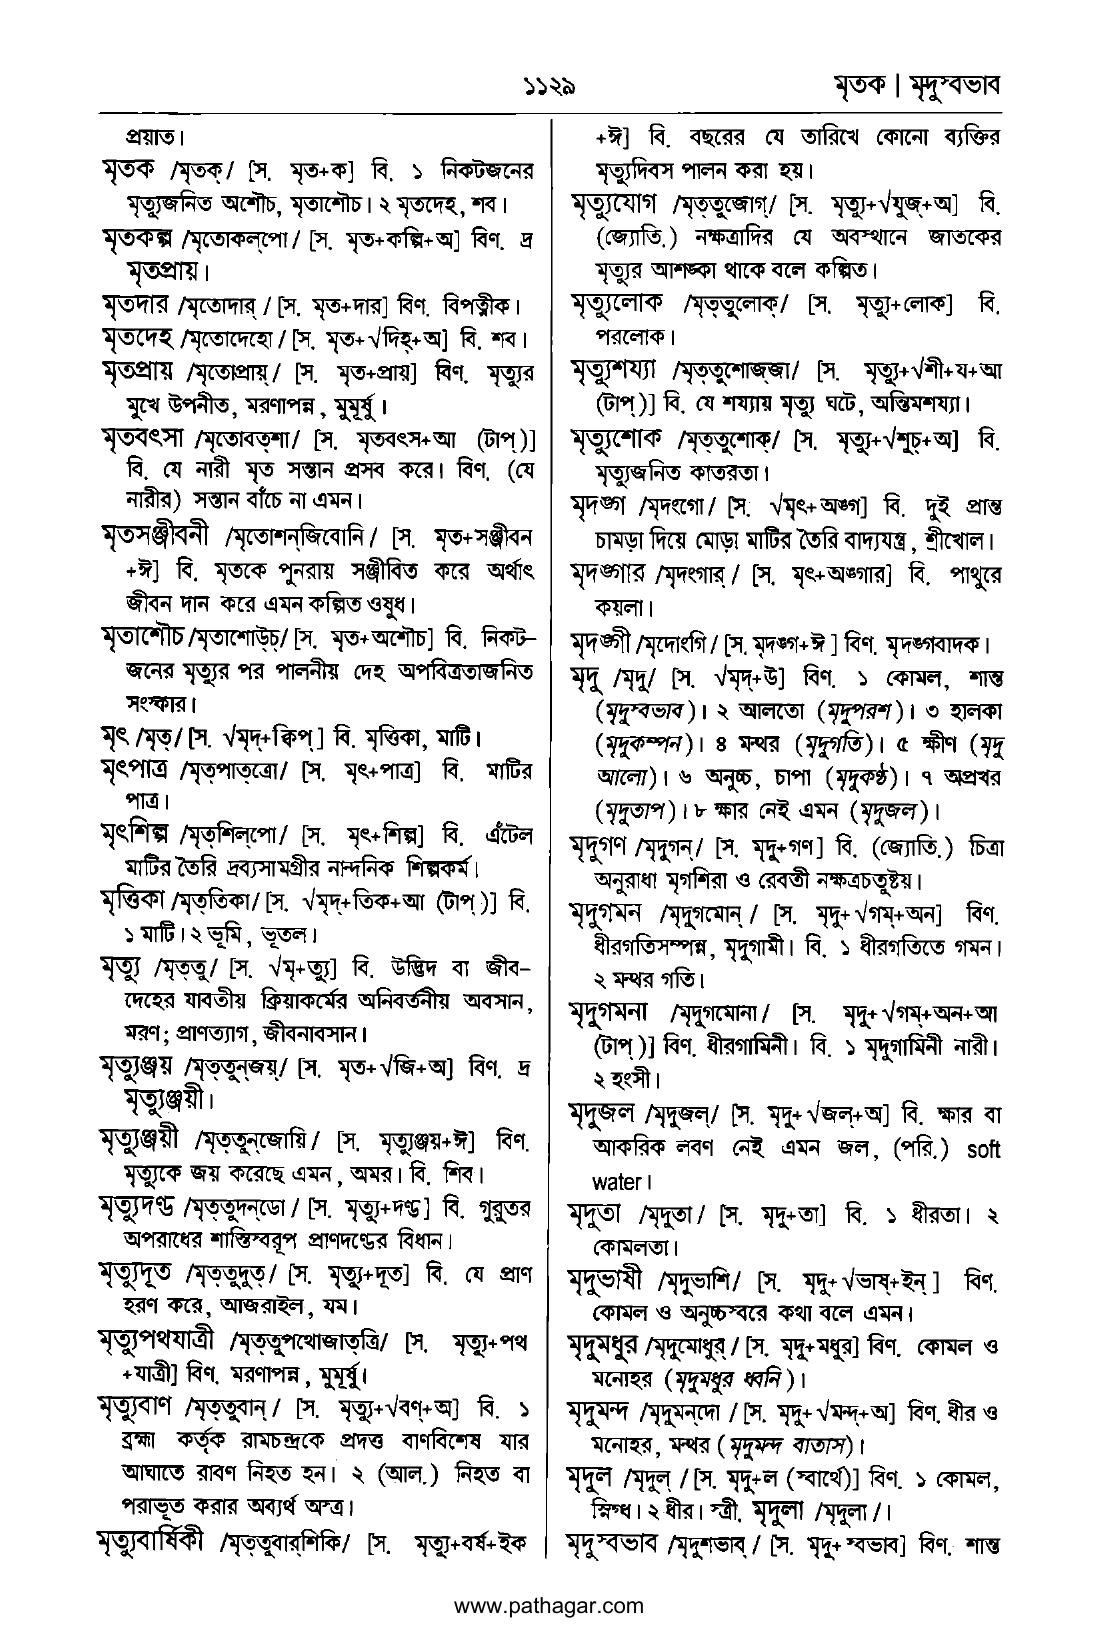 ১১২৯
মৃতক | মৃদুস্বভাব
প্রয়াত।
মৃতক /মৃতক্/ [স. মৃত+ক] বি. ১ নিকটজনের
মৃত্যুজনিত অশৌচ, মৃতাশৌচ। ২ মৃতদেহ, শব।
মৃতকল্প /মৃতোকল্‌পো/ [স. মৃত+কল্পি+অ] বিণ. দ্র
মৃতপ্রায়।
মৃতদার /মৃতোদার্/ [স. মৃত+দার] বিণ. বিপত্নীক।
মৃতদেহ /মৃতোদেহো/ [স. মৃত+√দিহ্+অ] বি. শব।
মৃতপ্রায় /মৃতোপ্রায়্/ [স. মৃত+প্রায়] বিণ. মৃত্যুর
মুখে উপনীত, মরণাপন্ন, মুমূর্ষু।
মৃতবৎসা /মৃতোবত্‌শা/ [স. মৃতবৎস+আ (টাপ্)]
বি. যে নারী মৃত সন্তান প্রসব করে। বিণ. (যে
নারীর) সন্তান বাঁচে না এমন।
মৃতসঞ্জীবনী /মৃতোশন্‌জিবোনি/ [স. মৃত+সঞ্জীবন
+ঈ] বি. মৃতকে পুনরায় সঞ্জীবিত করে অর্থাৎ
জীবন দান করে এমন কল্পিত ওষুধ।
মৃতাশৌচ/মৃতাশোউচ্/ [স. মৃত+অশৌচ] বি. নিকট-
জনের মৃত্যুর পর পালনীয় দেহ অপবিত্রতাজনিত
সংস্কার।
মৃৎ /মৃত্/ [স. √মৃদ্+ক্বিপ্] বি. মৃত্তিকা, মাটি।
মৃৎপাত্র /মৃত্‌পাত্‌ত্রো/ [স. মৃৎ+পাত্র] বি. মাটির
পাত্র।
মৃৎশিল্প /মৃত্‌শিল্‌পো/ [স. মৃৎ+শিল্প] বি. এঁটেল
মাটির তৈরি দ্রব্যসামগ্রীর নান্দনিক শিল্পকর্ম।
মৃত্তিকা /মৃত্‌তিকা/ [স. √মৃদ্+তিক+আ (টাপ্)] বি.
১ মাটি। ২ ভূমি, ভূতল।
মৃত্যু /মৃত্‌তু/ [স. √মৃ+ত্যু] বি. উদ্ভিদ বা জীব-
দেহের যাবতীয় ক্রিয়াকর্মের অনিবর্তনীয় অবসান,
মরণ; প্রাণত্যাগ, জীবনাবসান।
মৃত্যুঞ্জয় /মৃত্‌তুন্‌জয়্/ [স. মৃত+√জি+অ] বিণ. দ্র
মৃত্যুঞ্জয়ী।
মৃত্যুঞ্জয়ী /মৃত্‌তুন্‌জোয়ি/ [স. মৃত্যুঞ্জয়+ঈ] বিণ.
মৃত্যুকে জয় করেছে এমন, অমর। বি. শিব।
মৃত্যুদণ্ড /মৃত্‌তুদন্‌ডো/ [স. মৃত্যু+দণ্ড] বি. গুরুতর
অপরাধের শাস্তিস্বরূপ প্রাণদণ্ডের বিধান।
মৃত্যুদূত /মৃত্‌তুদুত্/ [স. মৃত্যু+দূত] বি. যে প্রাণ
হরণ করে, আজরাইল, যম।
মৃত্যুপথযাত্রী /মৃত্‌তুপথোজাত্‌ত্রি/ [স. মৃত্যু+পথ
+যাত্রী] বিণ. মরণাপন্ন, মুমূর্ষু।
মৃত্যুবাণ /মৃত্‌তুবান্/ [স. মৃত্যু+√বণ্+অ] বি. ১
ব্রহ্মা কর্তৃক রামচন্দ্রকে প্রদত্ত বাণবিশেষ যার
আঘাতে রাবণ নিহত হন। ২ (আল.) নিহত বা
পরাভূত করার অব্যর্থ অস্ত্র।
মৃত্যুবার্ষিকী /মৃত্‌তুবার্‌শিকি/ [স. মৃত্যু+বর্ষ+ইক
+ঈ] বি. বছরের যে তারিখে কোনো ব্যক্তির
মৃত্যুদিবস পালন করা হয়।
মৃত্যুযোগ /মৃত্‌তুজোগ্/ [স. মৃত্যু+√যুজ্+অ] বি.
(জ্যোতি.) নক্ষত্রাদির যে অবস্থানে জাতকের
মৃত্যুর আশঙ্কা থাকে বলে কল্পিত।
মৃত্যুলোক /মৃত্‌তুলোক্/ [স. মৃত্যু+লোক] বি.
পরলোক।
মৃত্যুশয্যা /মৃত্‌তুশোজ্‌জা/ [স. মৃত্যু+√শী+য+আ
(টাপ্)] বি. যে শয্যায় মৃত্যু ঘটে, অন্তিমশয্যা।
মৃত্যুশোক /মৃত্‌তুশোক্/ [স. মৃত্যু+√শুচ্+অ] বি.
মৃত্যুজনিত কাতরতা।
মৃদঙ্গ /মৃদংগো/ [স. √মৃৎ+অঙ্গ] বি. দুই প্রান্ত
চামড়া দিয়ে মোড়া মাটির তৈরি বাদ্যযন্ত্র, শ্রীখোল।
মৃদঙ্গার /মৃদংগার্/ [স. মৃৎ+অঙ্গার] বি. পাথুরে
কয়লা।
মৃদঙ্গী /মৃদোংগি/ [স. মৃদঙ্গ+ঈ] বিণ. মৃদঙ্গবাদক।
মৃদু /মৃদু/ [স. √মৃদ্+উ] বিণ. ১ কোমল, শান্ত
(মৃদুস্বভাব)। ২ আলতো (মৃদুপরশ)। ৩ হালকা
(মৃদুকম্পন)। ৪ মন্থর (মৃদুগতি)। ৫ ক্ষীণ (মৃদু
আলো)। ৬ অনুচ্চ, চাপা (মৃদুকণ্ঠ)। ৭ অপ্রখর
(মৃদুতাপ)। ৮ ক্ষার নেই এমন (মৃদুজল)।
মৃদুগণ /মৃদুগন্/ [স. মৃদু+গণ] বি. (জ্যোতি.) চিত্রা
অনুরাধা মৃগশিরা ও রেবতী নক্ষত্রচতুষ্টয়।
মৃদুগমন /মৃদুগমোন্/ [স. মৃদু+√গম্+অন] বিণ.
ধীরগতিসম্পন্ন, মৃদুগামী। বি. ১ ধীরগতিতে গমন।
২ মন্থর গতি।
মৃদুগমনা /মৃদুগমোনা/ [স. মৃদু+√গম্+অন+আ
(টাপ্)] বিণ. ধীরগামিনী। বি. ১ মৃদুগামিনী নারী।
২ হংসী।
মৃদুজল /মৃদুজল্/ [স. মৃদু+√জল্+অ] বি. ক্ষার বা
আকরিক লবণ নেই এমন জল, (পরি.) soft
water।
মৃদুতা /মৃদুতা/ [স. মৃদু+তা] বি. ১ ধীরতা। ২
কোমলতা।
মৃদুভাষী /মৃদুভাশি/ [স. মৃদু+√ভাষ্+ইন্] বিণ.
কোমল ও অনুচ্চস্বরে কথা বলে এমন।
মৃদুমধুর /মৃদুমোধুর্/ [স. মৃদু+মধুর] বিণ. কোমল ও
মনোহর (মৃদুমধুর ধ্বনি)।
মৃদুমন্দ /মৃদুমন্‌দো/ [স. মৃদু+√মন্দ্+অ] বিণ. ধীর ও
মনোহর, মন্থর (মৃদুমন্দ বাতাস)।
মৃদুল /মৃদুল্/ [স. মৃদু+ল (স্বার্থে)] বিণ. ১ কোমল,
স্নিগ্ধ। ২ ধীর। স্ত্রী. মৃদুলা /মৃদুলা/।
মৃদুস্বভাব /মৃদুশভাব্/ [স. মৃদু+স্বভাব] বিণ. শান্ত
www.pathagar.com